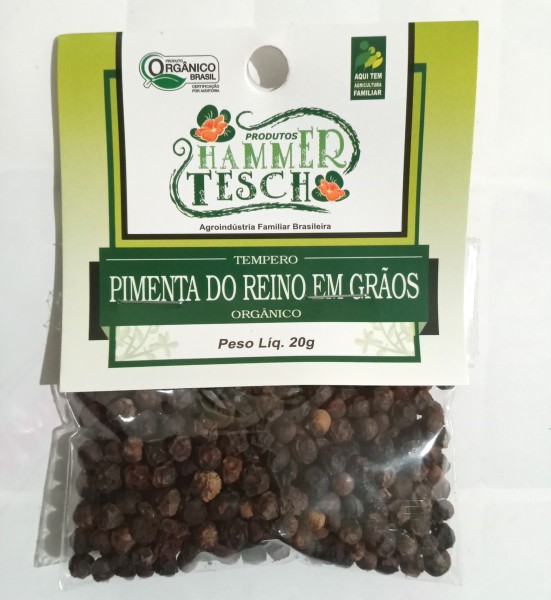 PRODUTO
ORGÂNICO
BRASIL
CERTIFICAÇÃO
POR AUDITORIA
AQUI TEM
AGRICULTURA
FAMILIAR
PRODUTOS
HAMMER
TESCH
Agroindústria Familiar Brasileira
TEMPERO
PIMENTA DO REINO EM GRÃOS
ORGÂNICO
Peso Líq. 20g